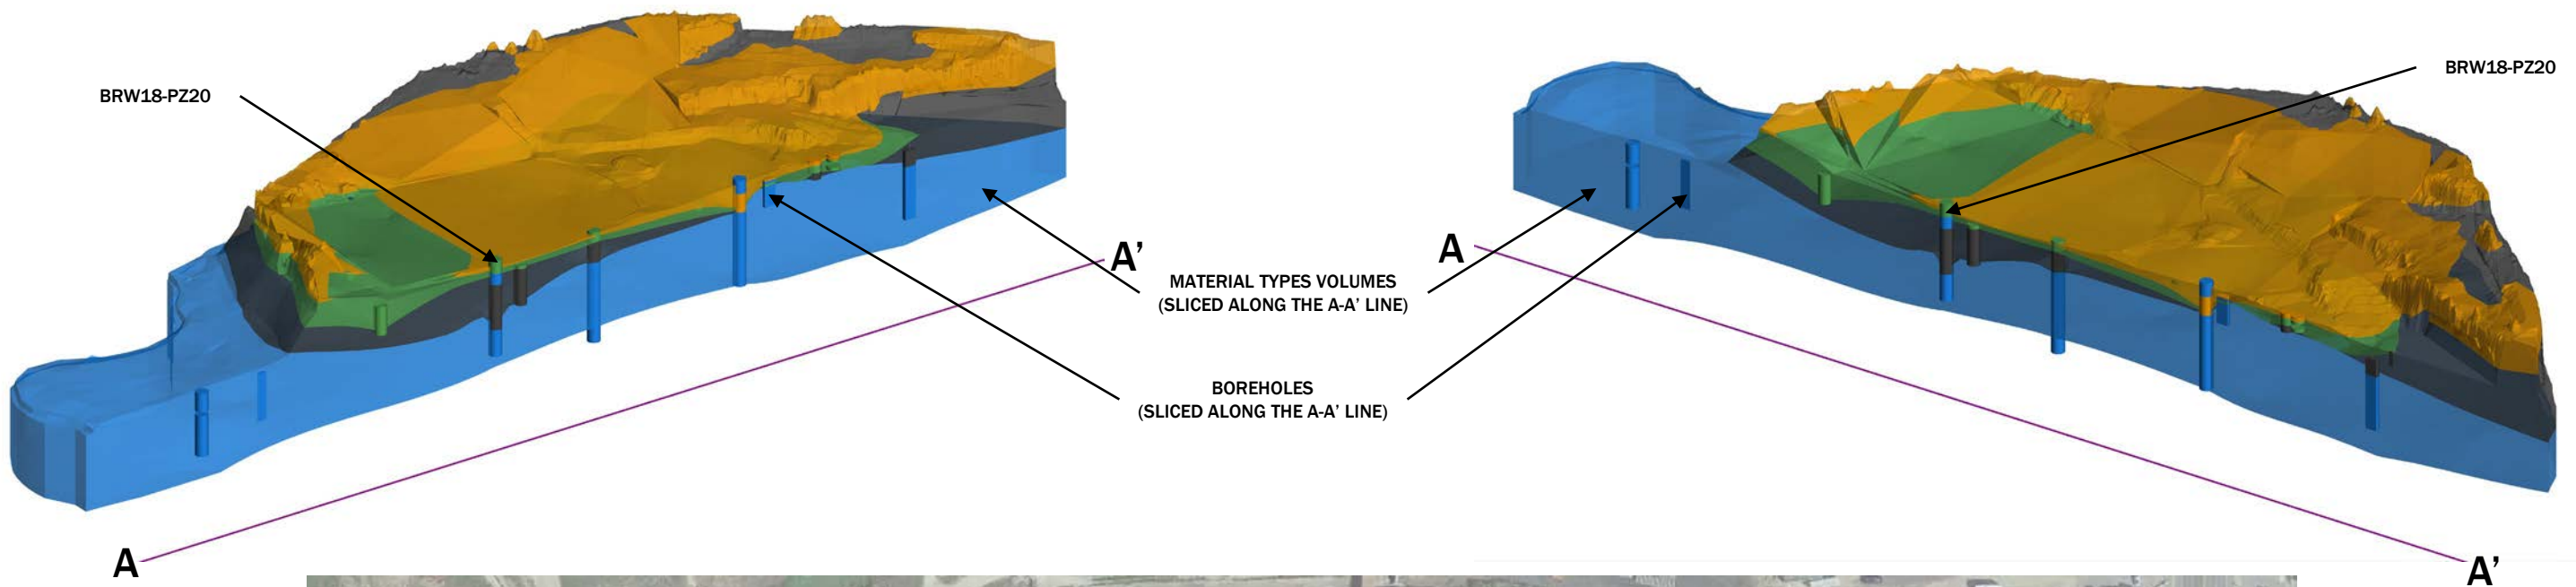 BRW18-PZ20
BRW18-PZ20
A
A'
A
A'
MATERIAL TYPES VOLUMES
(SLICED ALONG THE A-A' LINE)
BOREHOLES
(SLICED ALONG THE A-A' LINE)